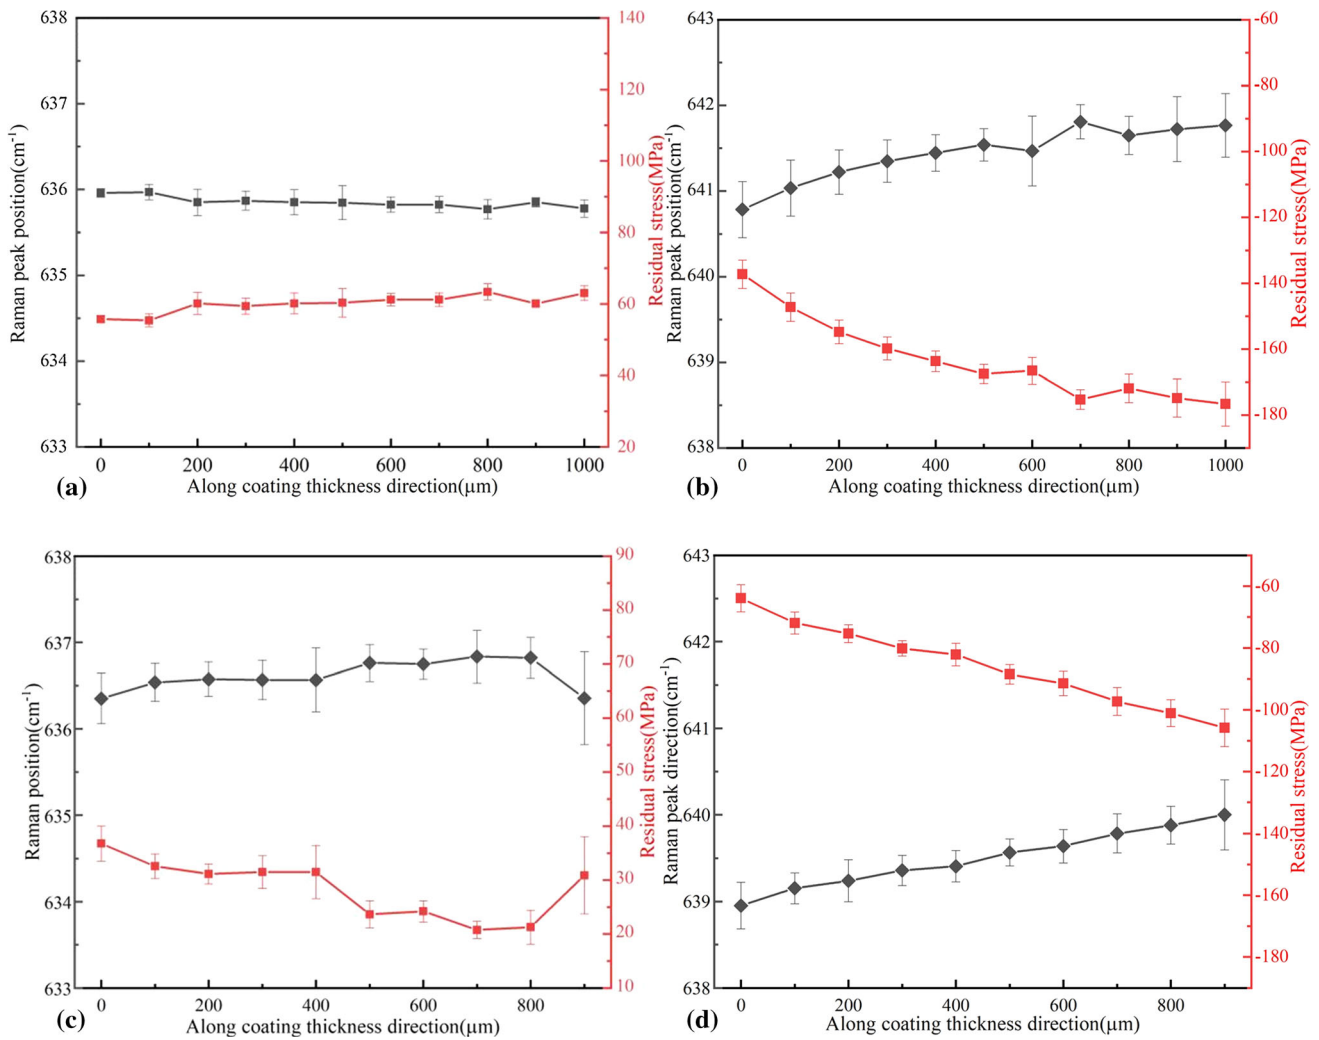 638
637
636
635
634
633
Raman peak position(cm⁻¹)
140
120
100
80
60
40
20
Residual stress(MPa)
0 200 400 600 800 1000
Along coating thickness direction(μm)
(a)
643
642
641
640
639
638
Raman peak position(cm⁻¹)
-60
-80
-100
-120
-140
-160
-180
Residual stress(MPa)
0 200 400 600 800 1000
Along coating thickness direction(μm)
(b)
638
637
636
635
634
633
Raman position(cm⁻¹)
90
80
70
60
50
40
30
20
10
Residual stress(MPa)
0 200 400 600 800
Along coating thickness direction(μm)
(c)
643
642
641
640
639
638
Raman peak direction(cm⁻¹)
-60
-80
-100
-120
-140
-160
-180
Residual stress(MPa)
0 200 400 600 800
Along coating thickness direction(μm)
(d)